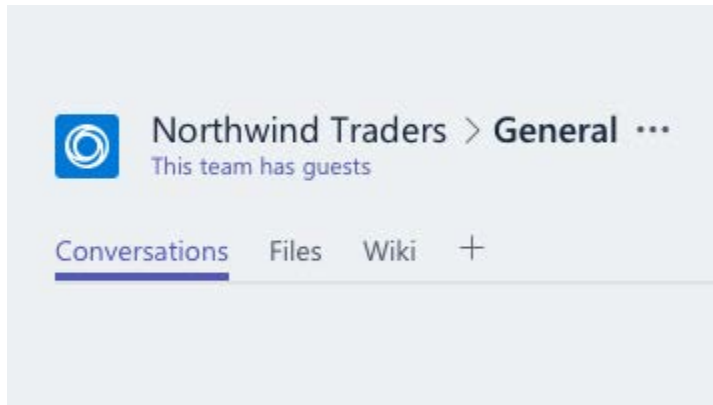 Northwind Traders > General ...
This team has guests
Conversations Files Wiki +